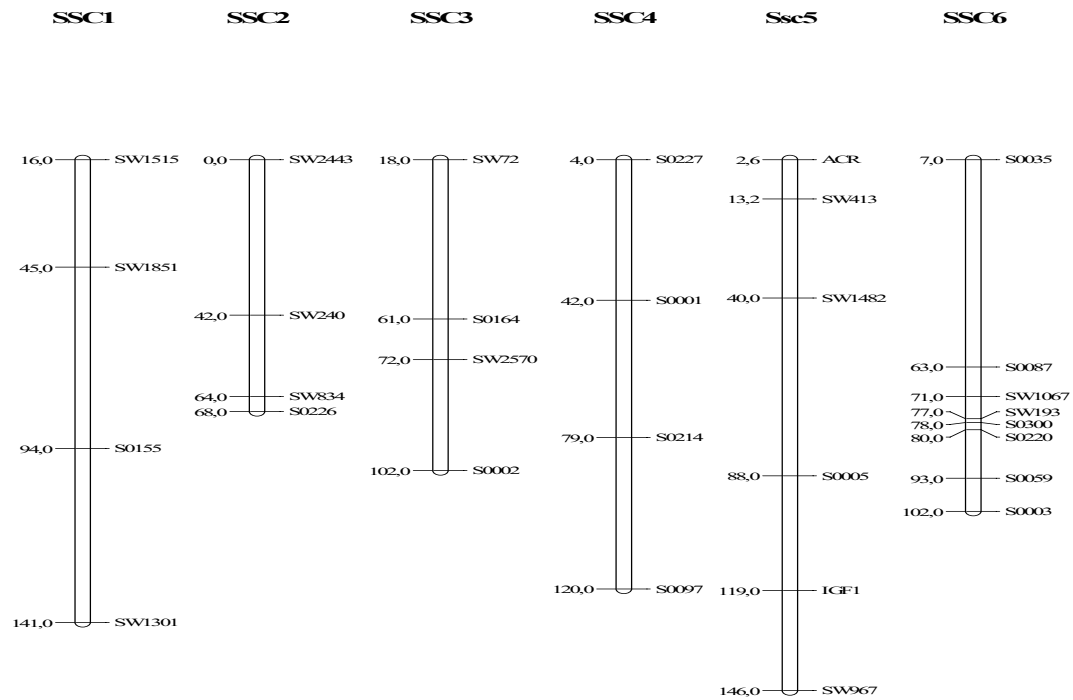 SSC1 SSC2 SSC3 SSC4 Ssc5 SSC6
16,0 SW1515
45,0 SW1851
94,0 S0155
141,0 SW1301
0,0 SW2443
42,0 SW240
64,0 SW834
68,0 S0226
18,0 SW72
61,0 S0164
72,0 SW2570
102,0 S0002
4,0 S0227
42,0 S0001
79,0 S0214
120,0 S0097
2,6 ACR
13,2 SW413
40,0 SW1482
88,0 S0005
119,0 IGF1
146,0 SW967
7,0 S0035
63,0 S0087
71,0 SW1067
77,0 SW193
78,0 S0300
80,0 S0220
93,0 S0059
102,0 S0003